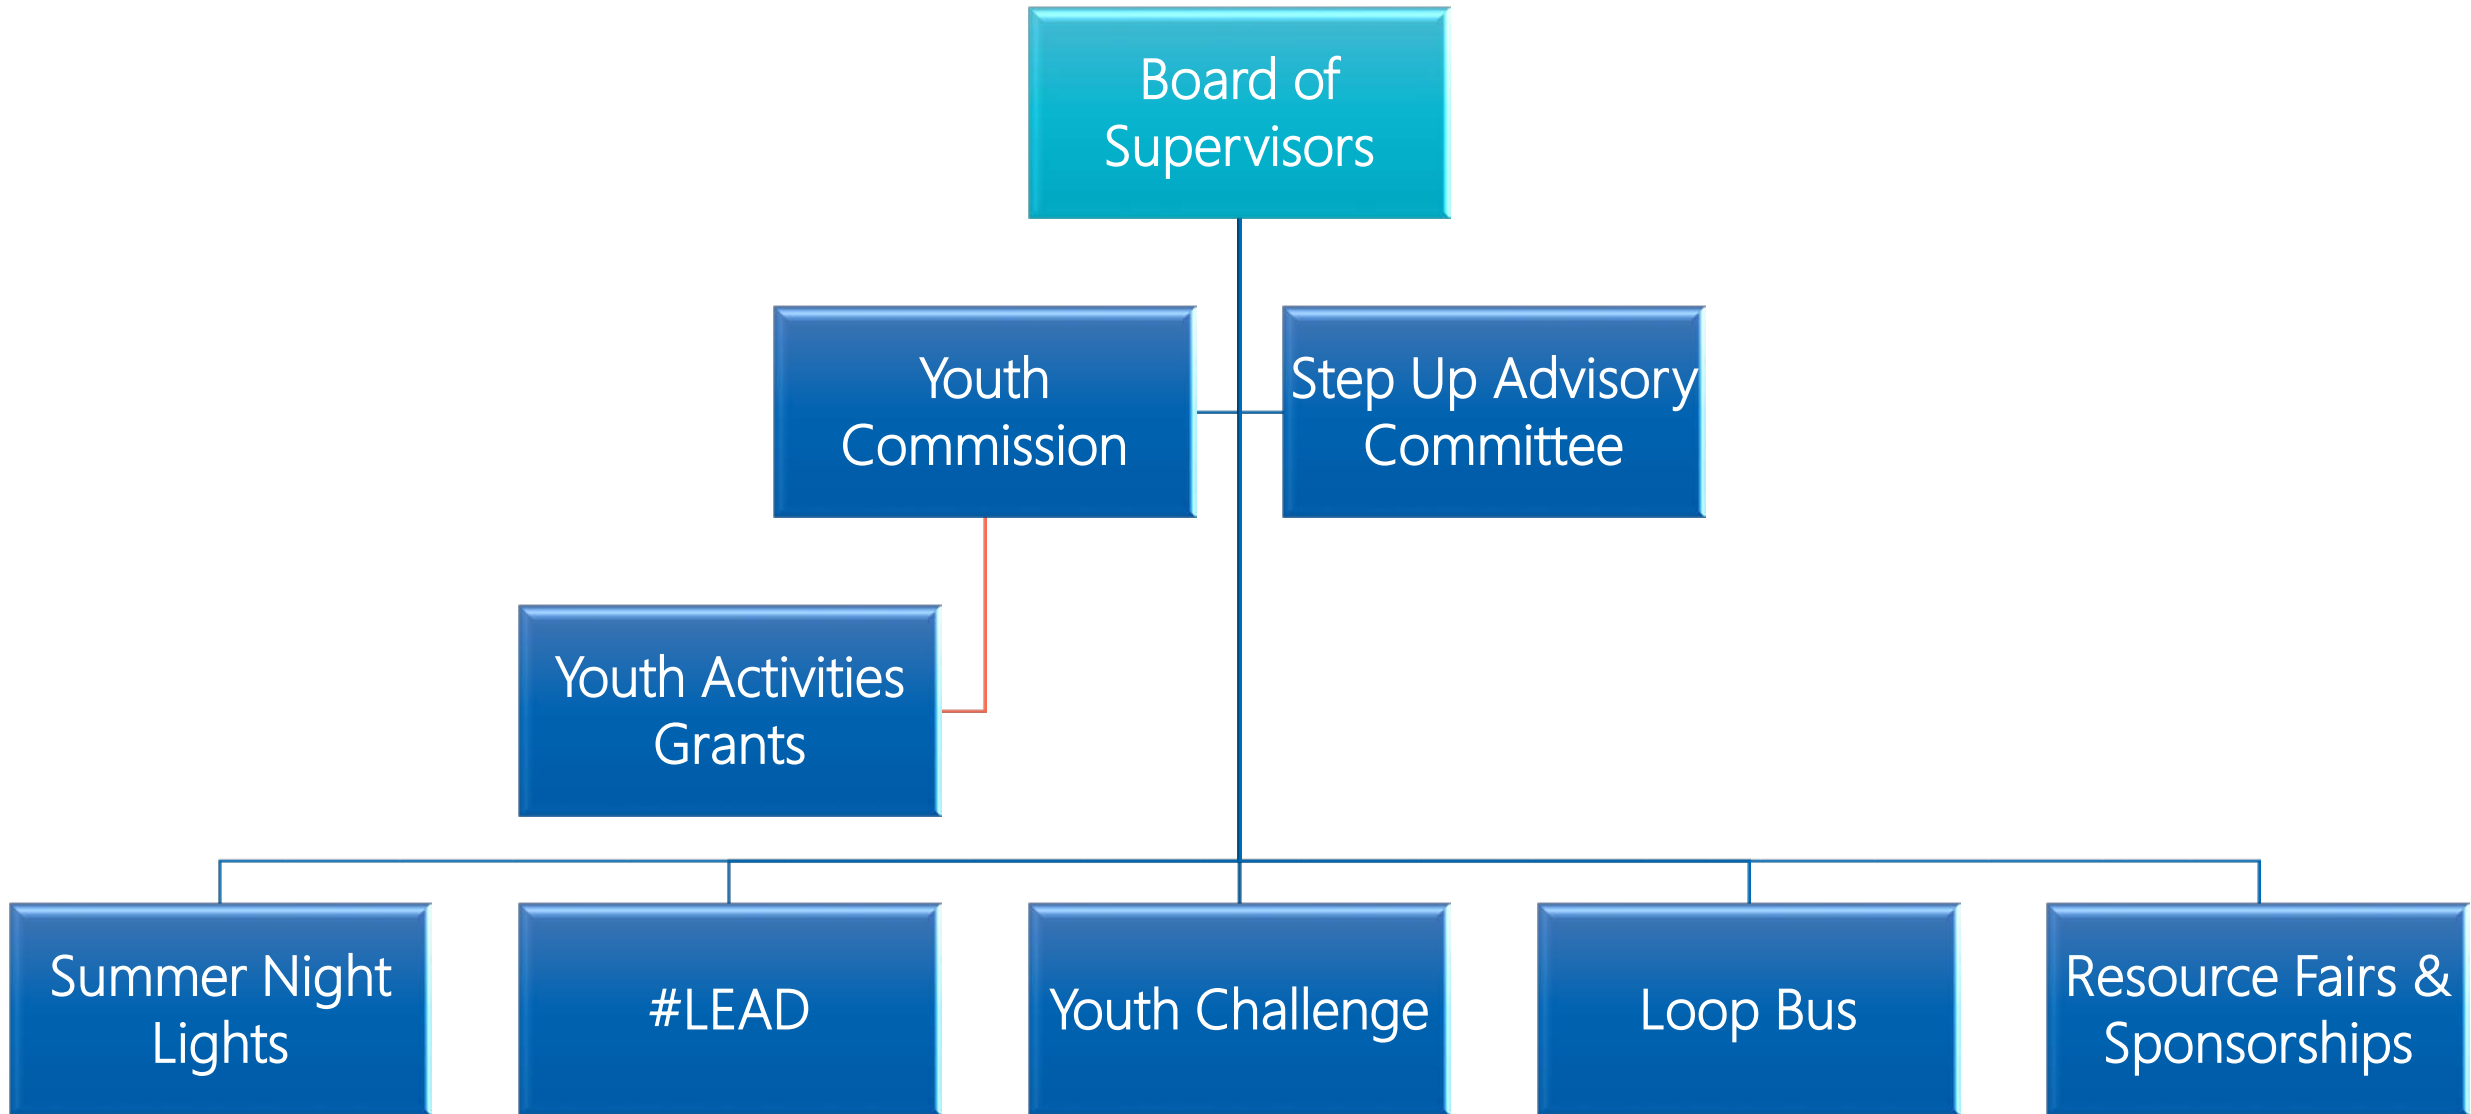 Board of
Supervisors
Youth
Commission
Step Up Advisory
Committee
Youth Activities
Grants
Summer Night
Lights
#LEAD
Youth Challenge
Loop Bus
Resource Fairs &
Sponsorships